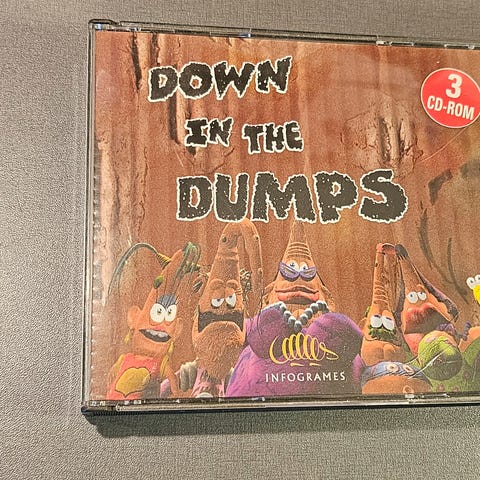 DOWN
IN THE
DUMPS
3
CD-ROM
INFOGRAMES